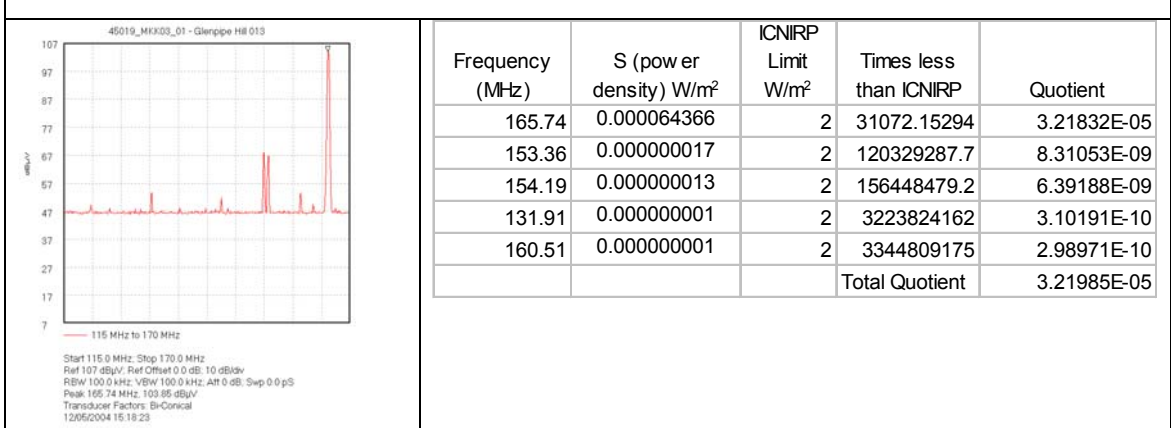 45019_MKK03_01 - Glenpipe Hill 013
107
97
87
77
67
57
47
37
27
17
7
dBµV
115 MHz to 170 MHz
Start 115.0 MHz; Stop 170.0 MHz
Ref 107 dBµV; Ref Offset 0.0 dB; 10 dB/div
RBW 100.0 kHz; VBW 100.0 kHz; Att 0 dB; Swp 0.0 pS
Peak 165.74 MHz, 103.85 dBµV
Transducer Factors: Bi-Conical
12/05/2004 15:18:23
Frequency (MHz) S (pow er density) W/m² ICNIRP Limit W/m² Times less than ICNIRP Quotient
165.74 0.000064366 2 31072.15294 3.21832E-05
153.36 0.000000017 2 120329287.7 8.31053E-09
154.19 0.000000013 2 156448479.2 6.39188E-09
131.91 0.000000001 2 3223824162 3.10191E-10
160.51 0.000000001 2 3344809175 2.98971E-10
Total Quotient 3.21985E-05